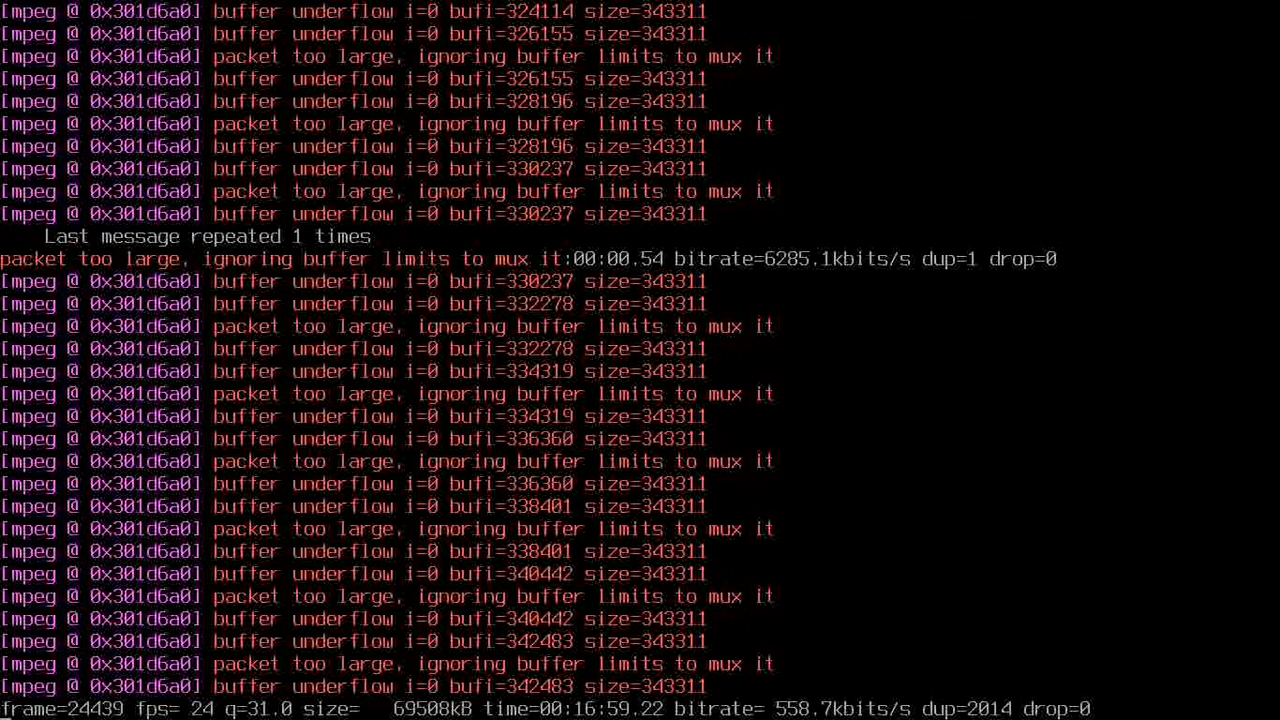 [mpeg @ 0x301d6a0] buffer underflow i=0 bufi=324114 size=343311
[mpeg @ 0x301d6a0] buffer underflow i=0 bufi=326155 size=343311
[mpeg @ 0x301d6a0] packet too large, ignoring buffer limits to mux it
[mpeg @ 0x301d6a0] buffer underflow i=0 bufi=326155 size=343311
[mpeg @ 0x301d6a0] buffer underflow i=0 bufi=328196 size=343311
[mpeg @ 0x301d6a0] packet too large, ignoring buffer limits to mux it
[mpeg @ 0x301d6a0] buffer underflow i=0 bufi=328196 size=343311
[mpeg @ 0x301d6a0] buffer underflow i=0 bufi=330237 size=343311
[mpeg @ 0x301d6a0] packet too large, ignoring buffer limits to mux it
[mpeg @ 0x301d6a0] buffer underflow i=0 bufi=330237 size=343311
    Last message repeated 1 times
packet too large, ignoring buffer limits to mux it:00:00.54 bitrate=6285.1kbits/s dup=1 drop=0
[mpeg @ 0x301d6a0] buffer underflow i=0 bufi=330237 size=343311
[mpeg @ 0x301d6a0] buffer underflow i=0 bufi=332278 size=343311
[mpeg @ 0x301d6a0] packet too large, ignoring buffer limits to mux it
[mpeg @ 0x301d6a0] buffer underflow i=0 bufi=332278 size=343311
[mpeg @ 0x301d6a0] buffer underflow i=0 bufi=334319 size=343311
[mpeg @ 0x301d6a0] packet too large, ignoring buffer limits to mux it
[mpeg @ 0x301d6a0] buffer underflow i=0 bufi=334319 size=343311
[mpeg @ 0x301d6a0] buffer underflow i=0 bufi=336360 size=343311
[mpeg @ 0x301d6a0] packet too large, ignoring buffer limits to mux it
[mpeg @ 0x301d6a0] buffer underflow i=0 bufi=336360 size=343311
[mpeg @ 0x301d6a0] buffer underflow i=0 bufi=338401 size=343311
[mpeg @ 0x301d6a0] packet too large, ignoring buffer limits to mux it
[mpeg @ 0x301d6a0] buffer underflow i=0 bufi=338401 size=343311
[mpeg @ 0x301d6a0] buffer underflow i=0 bufi=340442 size=343311
[mpeg @ 0x301d6a0] packet too large, ignoring buffer limits to mux it
[mpeg @ 0x301d6a0] buffer underflow i=0 bufi=340442 size=343311
[mpeg @ 0x301d6a0] buffer underflow i=0 bufi=342483 size=343311
[mpeg @ 0x301d6a0] packet too large, ignoring buffer limits to mux it
[mpeg @ 0x301d6a0] buffer underflow i=0 bufi=342483 size=343311
frame=24439 fps= 24 q=31.0 size=   69508kB time=00:16:59.22 bitrate= 558.7kbits/s dup=2014 drop=0